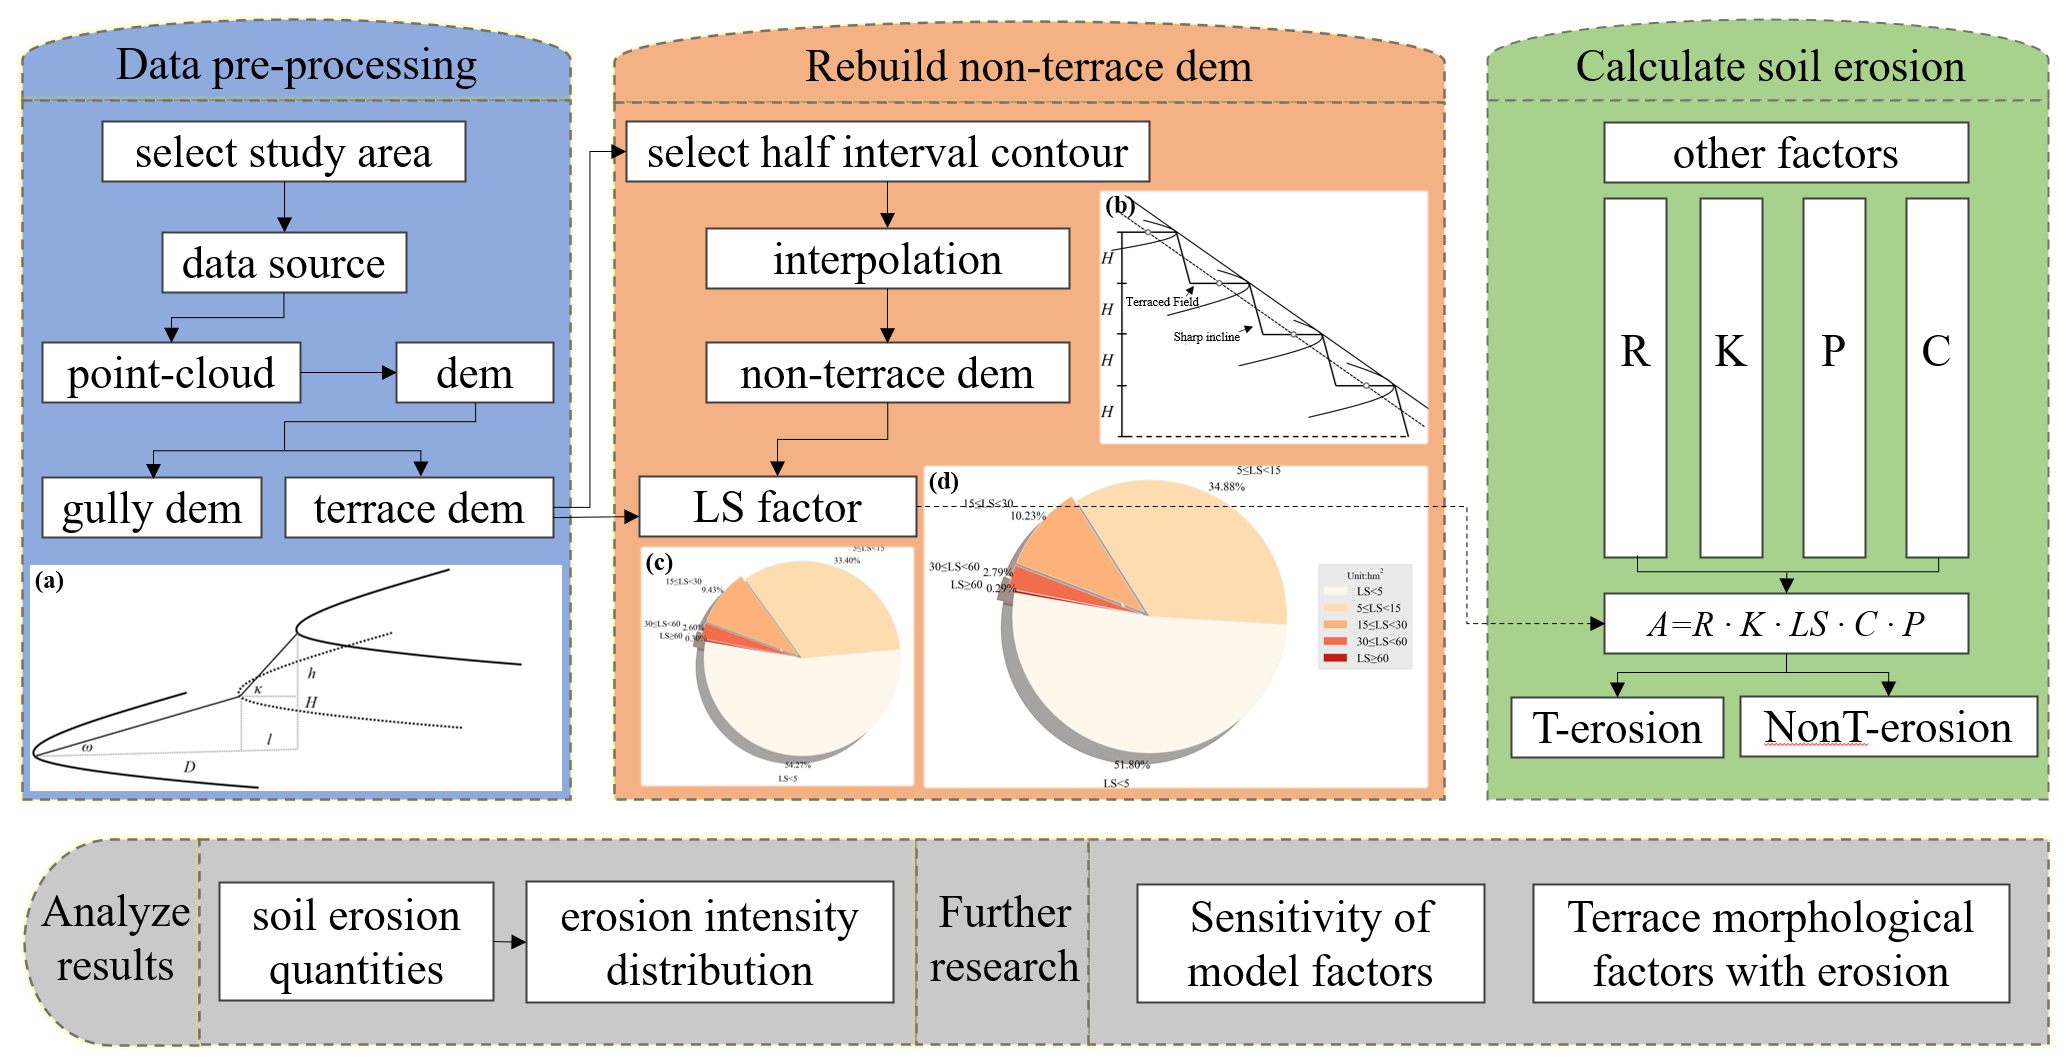 Data pre-processing
select study area
data source
point-cloud
dem
gully dem
terrace dem
(a)
h
κ
H
ω
l
D
Rebuild non-terrace dem
select half interval contour
interpolation
non-terrace dem
LS factor
(b)
H
H
H
H
Terraced Field
Sharp incline
(c)
5≤LS<15
33.40%
15≤LS<30
9.43%
30≤LS<60
2.60%
LS≥60
0.30%
54.27%
LS<5
(d)
5≤LS<15
34.88%
15≤LS<30
10.23%
30≤LS<60
2.79%
LS≥60
0.29%
51.80%
LS<5
Unit:hm²
LS<5
5≤LS<15
15≤LS<30
30≤LS<60
LS≥60
Calculate soil erosion
other factors
R
K
P
C
A=R · K · LS · C · P
T-erosion
NonT-erosion
Analyze
results
soil erosion
quantities
erosion intensity
distribution
Further
research
Sensitivity of
model factors
Terrace morphological
factors with erosion